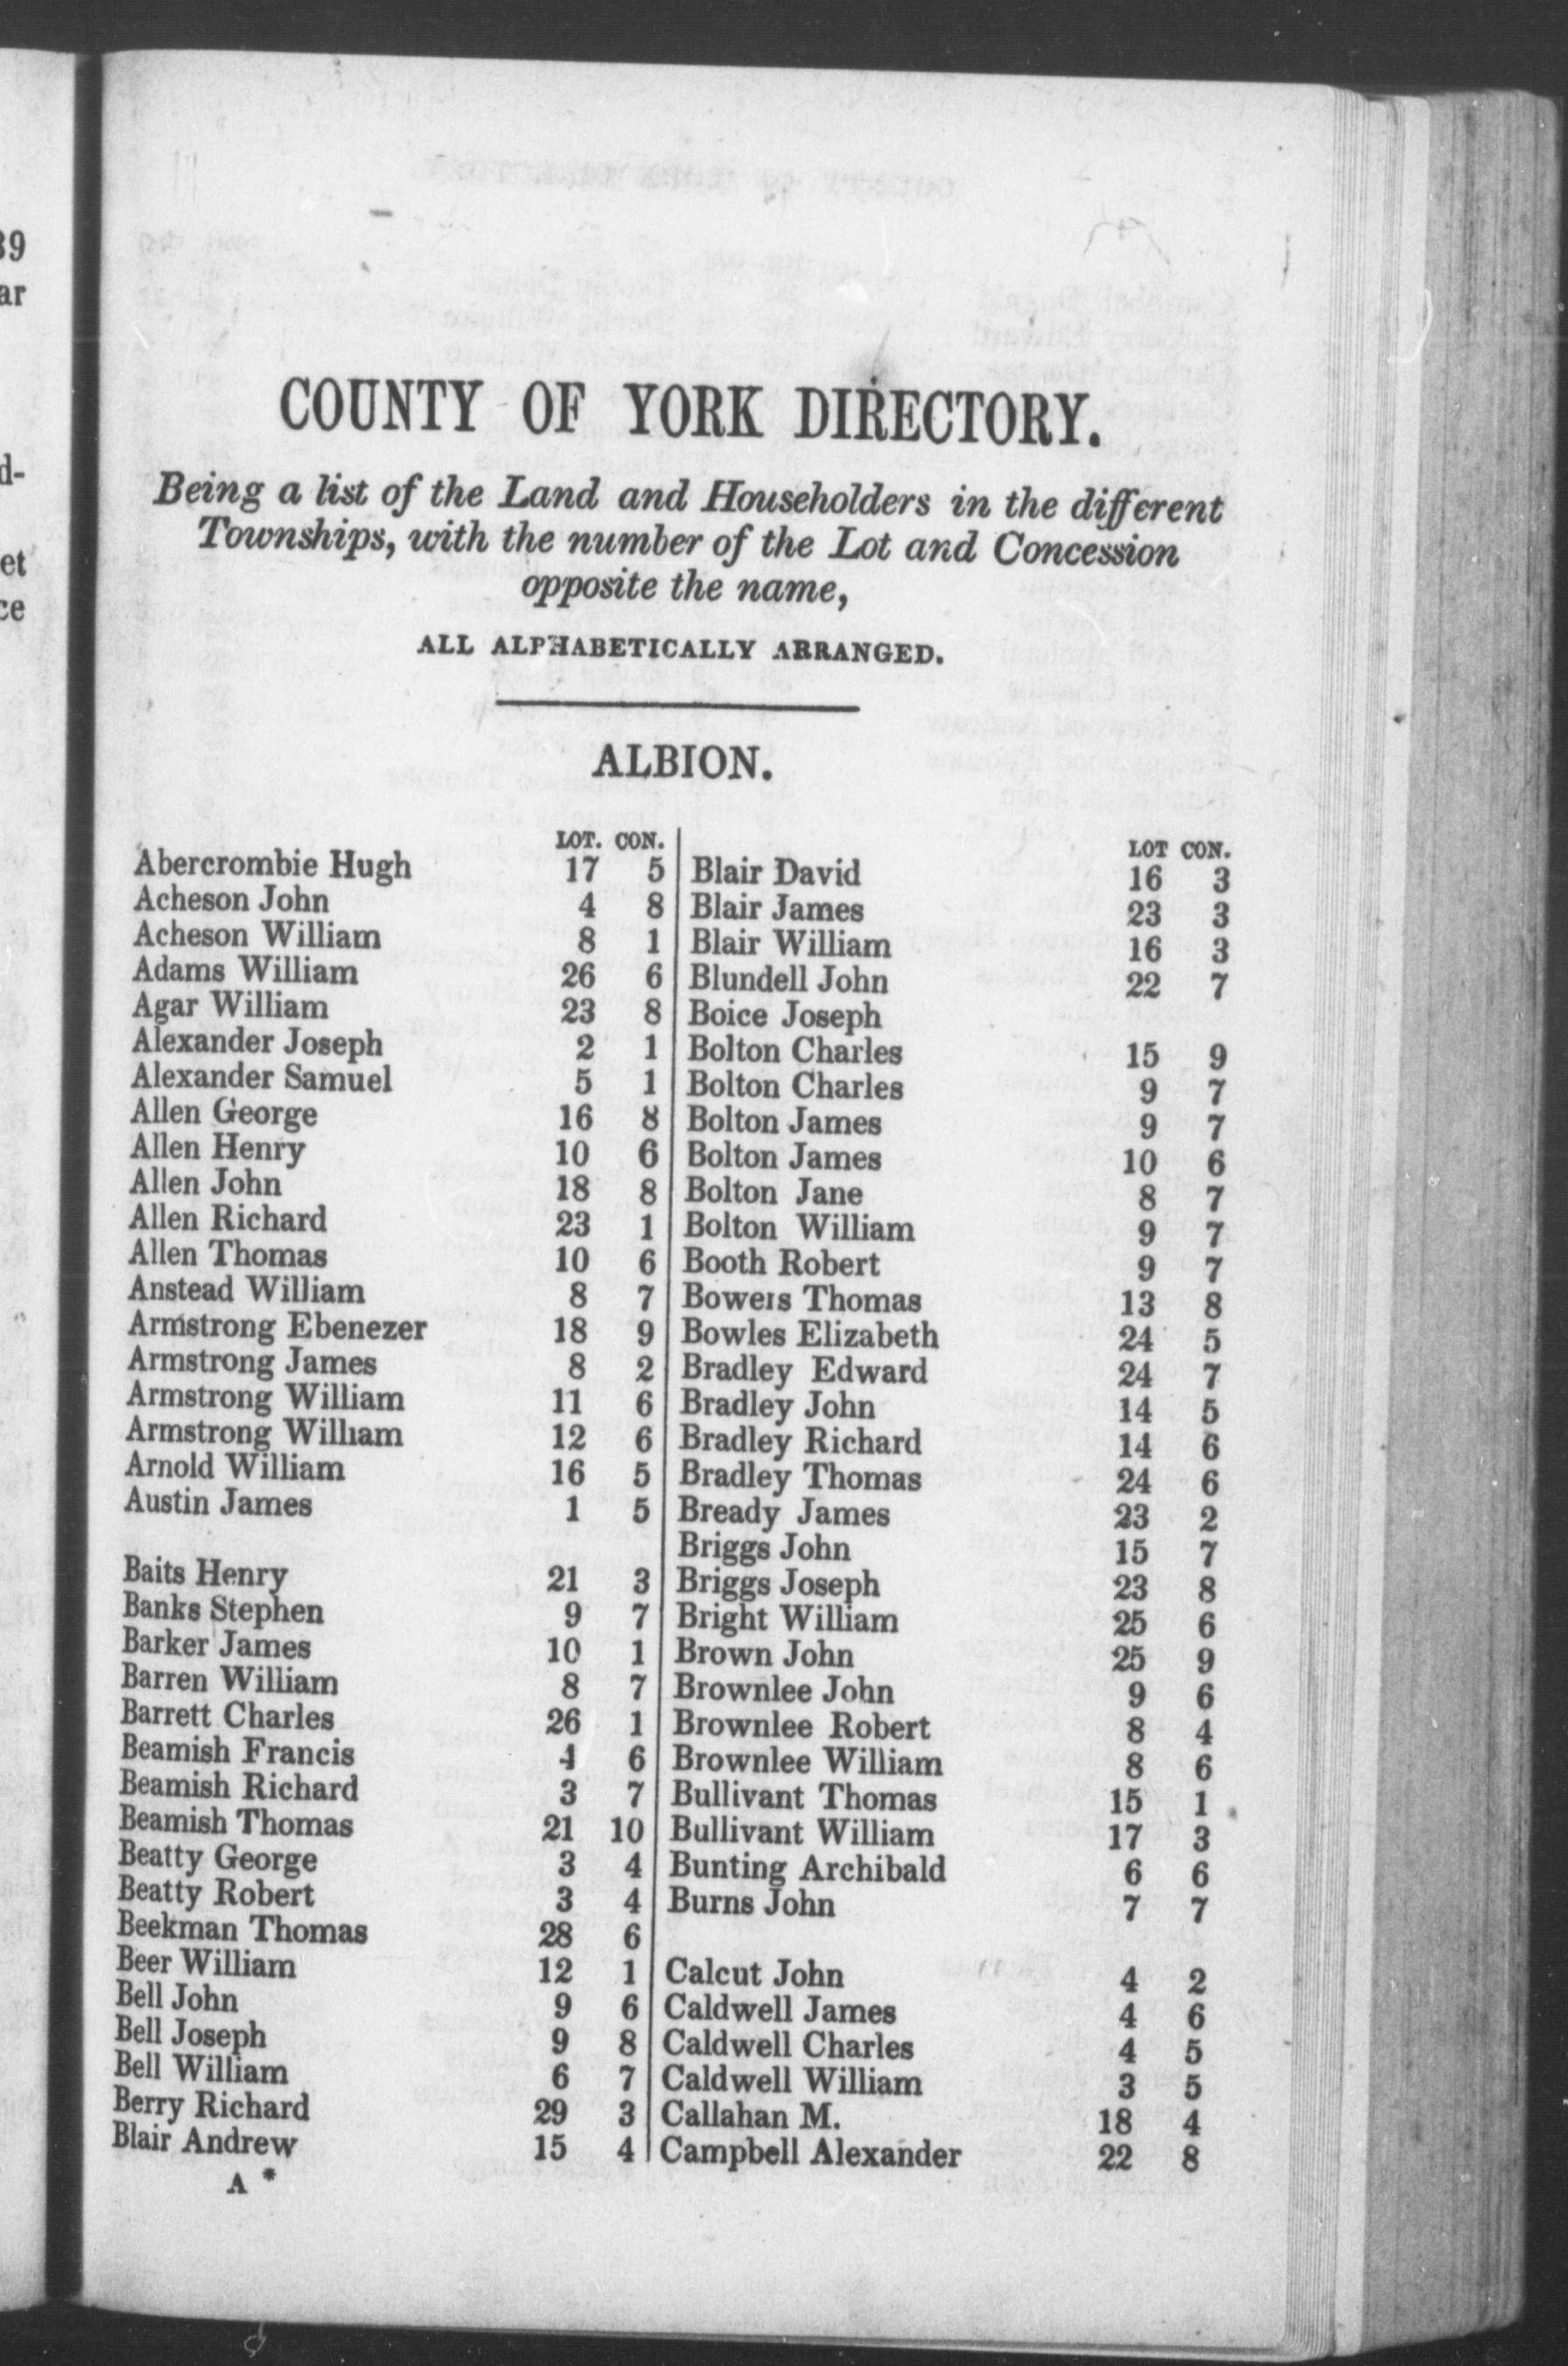 39
ar
d-
et
ce
COUNTY OF YORK DIRECTORY.
Being a list of the Land and Householders in the different
Townships, with the number of the Lot and Concession
opposite the name,
ALL ALPHABETICALLY ARRANGED.
ALBION.
LOT. CON.
Abercrombie Hugh 17 5
Acheson John 4 8
Acheson William 8 1
Adams William 26 6
Agar William 23 8
Alexander Joseph 2 1
Alexander Samuel 5 1
Allen George 16 8
Allen Henry 10 6
Allen John 18 8
Allen Richard 23 1
Allen Thomas 10 6
Anstead William 8 7
Armstrong Ebenezer 18 9
Armstrong James 8 2
Armstrong William 11 6
Armstrong William 12 6
Arnold William 16 5
Austin James 1 5
Baits Henry 21 3
Banks Stephen 9 7
Barker James 10 1
Barren William 8 7
Barrett Charles 26 1
Beamish Francis 4 6
Beamish Richard 3 7
Beamish Thomas 21 10
Beatty George 3 4
Beatty Robert 3 4
Beekman Thomas 28 6
Beer William 12 1
Bell John 9 6
Bell Joseph 9 8
Bell William 6 7
Berry Richard 29 3
Blair Andrew 15 4
A *
LOT CON.
Blair David 16 3
Blair James 23 3
Blair William 16 3
Blundell John 22 7
Boice Joseph
Bolton Charles 15 9
Bolton Charles 9 7
Bolton James 9 7
Bolton James 10 6
Bolton Jane 8 7
Bolton William 9 7
Booth Robert 9 7
Bowers Thomas 13 8
Bowles Elizabeth 24 5
Bradley Edward 24 7
Bradley John 14 5
Bradley Richard 14 6
Bradley Thomas 24 6
Bready James 23 2
Briggs John 15 7
Briggs Joseph 23 8
Bright William 25 6
Brown John 25 9
Brownlee John 9 6
Brownlee Robert 8 4
Brownlee William 8 6
Bullivant Thomas 15 1
Bullivant William 17 3
Bunting Archibald 6 6
Burns John 7 7
Calcut John 4 2
Caldwell James 4 6
Caldwell Charles 4 5
Caldwell William 3 5
Callahan M. 18 4
Campbell Alexander 22 8